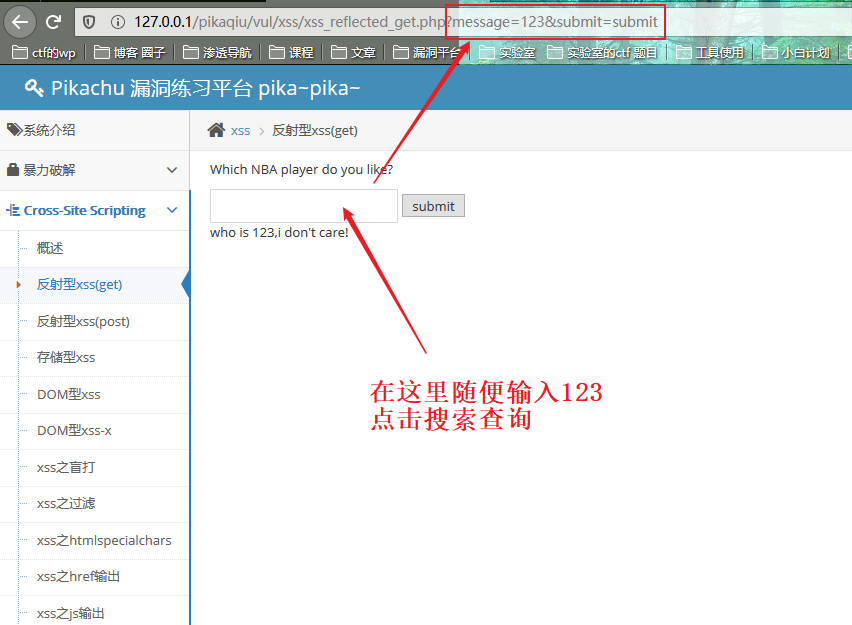 127.0.0.1/pikaqiu/vul/xss/xss_reflected_get.php?message=123&submit=submit
ctf的wp 博客 圈子 渗透导航 课程 文章 漏洞平台 实验室 实验室的ctf 题目 工具使用 小白计划
Pikachu 漏洞练习平台 pika~pika~
系统介绍
xss > 反射型xss(get)
暴力破解
Which NBA player do you like?
Cross-Site Scripting
submit
who is 123,i don't care!
概述
反射型xss(get)
反射型xss(post)
存储型xss
DOM型xss
在这里随便输入123
点击搜索查询
DOM型xss-x
xss之盲打
xss之过滤
xss之htmlspecialchars
xss之href输出
xss之js输出